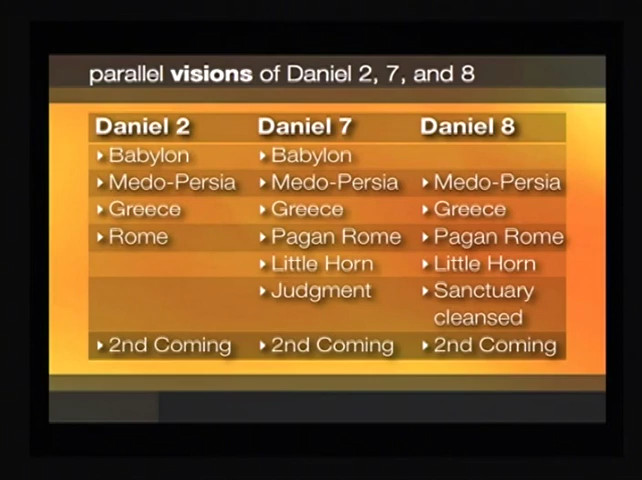 parallel visions of Daniel 2, 7, and 8
Daniel 2 Daniel 7 Daniel 8
Babylon Babylon
Medo-Persia Medo-Persia Medo-Persia
Greece Greece Greece
Rome Pagan Rome Pagan Rome
Little Horn Little Horn
Judgment Sanctuary
cleansed
2nd Coming 2nd Coming 2nd Coming